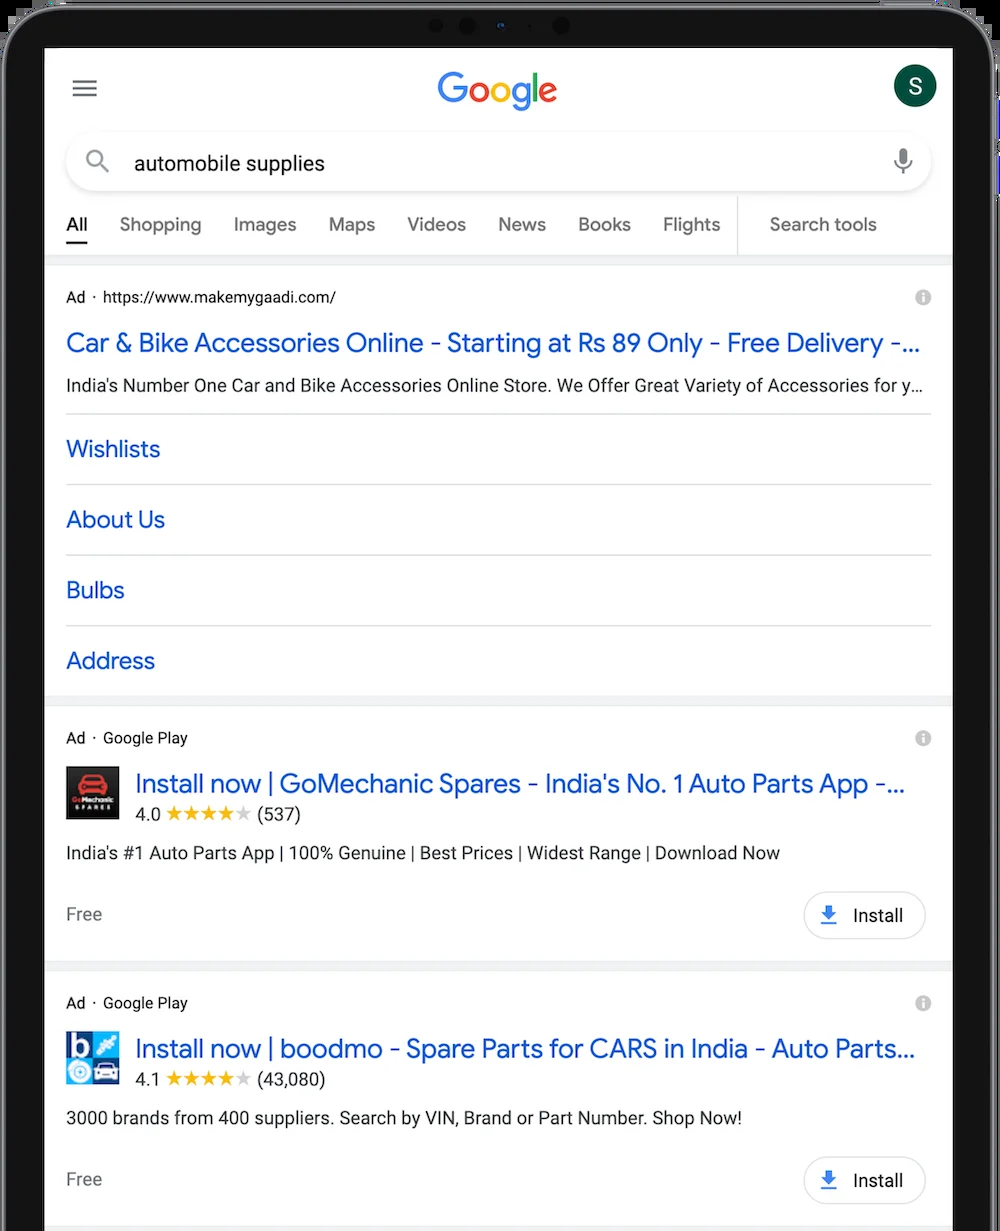 Google
S
automobile supplies
All Shopping Images Maps Videos News Books Flights Search tools
Ad · https://www.makemygaadi.com/
Car & Bike Accessories Online - Starting at Rs 89 Only - Free Delivery -...
India's Number One Car and Bike Accessories Online Store. We Offer Great Variety of Accessories for y...
Wishlists
About Us
Bulbs
Address
Ad · Google Play
Install now | GoMechanic Spares - India's No. 1 Auto Parts App -...
GoMechanic
SPARES
4.0 ★★★★★ (537)
India's #1 Auto Parts App | 100% Genuine | Best Prices | Widest Range | Download Now
Free Install
Ad · Google Play
b
Install now | boodmo - Spare Parts for CARS in India - Auto Parts...
4.1 ★★★★★ (43,080)
3000 brands from 400 suppliers. Search by VIN, Brand or Part Number. Shop Now!
Free Install